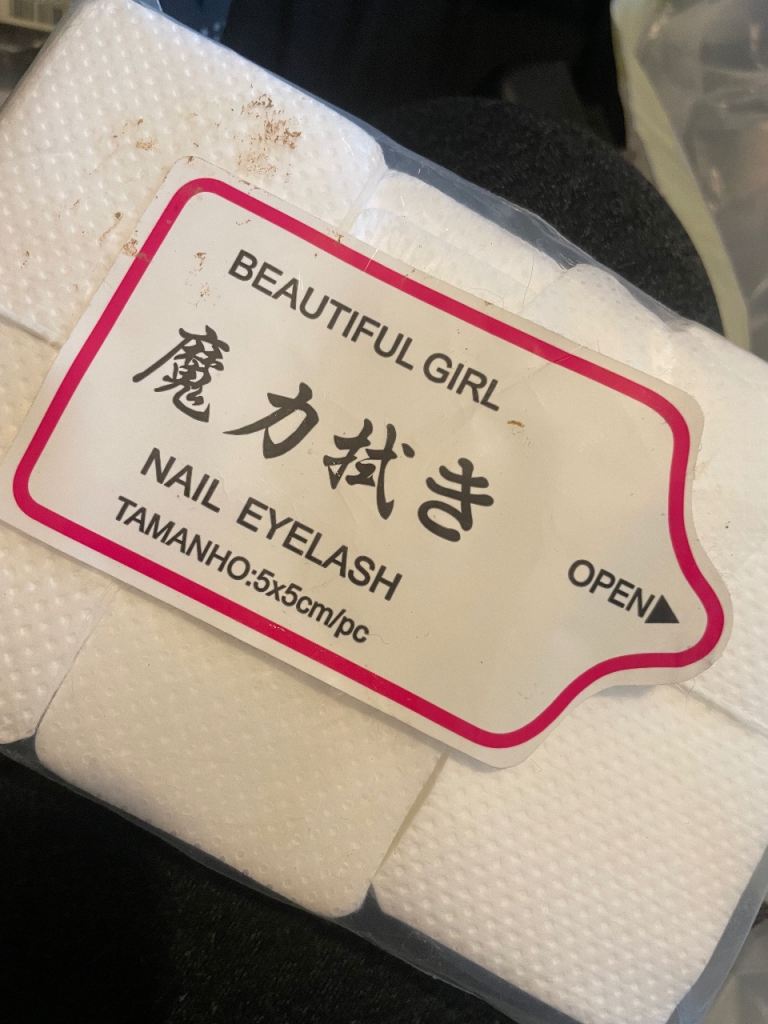 BEAUTIFUL GIRL
魔力拭き
NAIL EYELASH
TAMANHO:5x5cm/pc
OPEN▶